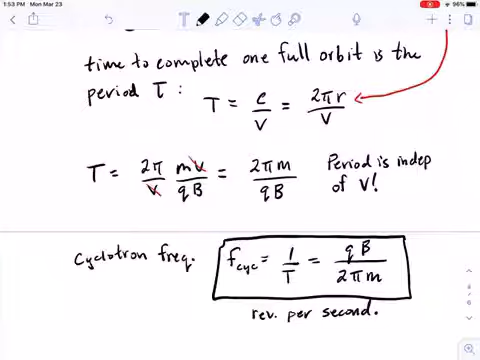 1:53 PM Mon Mar 23
96%
time to complete one full orbit is the
period T :
T = c/v = 2πr/v
T = 2π/v mv/qB = 2πm/qB Period is indep
of v!
Cyclotron freq. f_cyc = 1/T = qB/2πm
rev. per second.